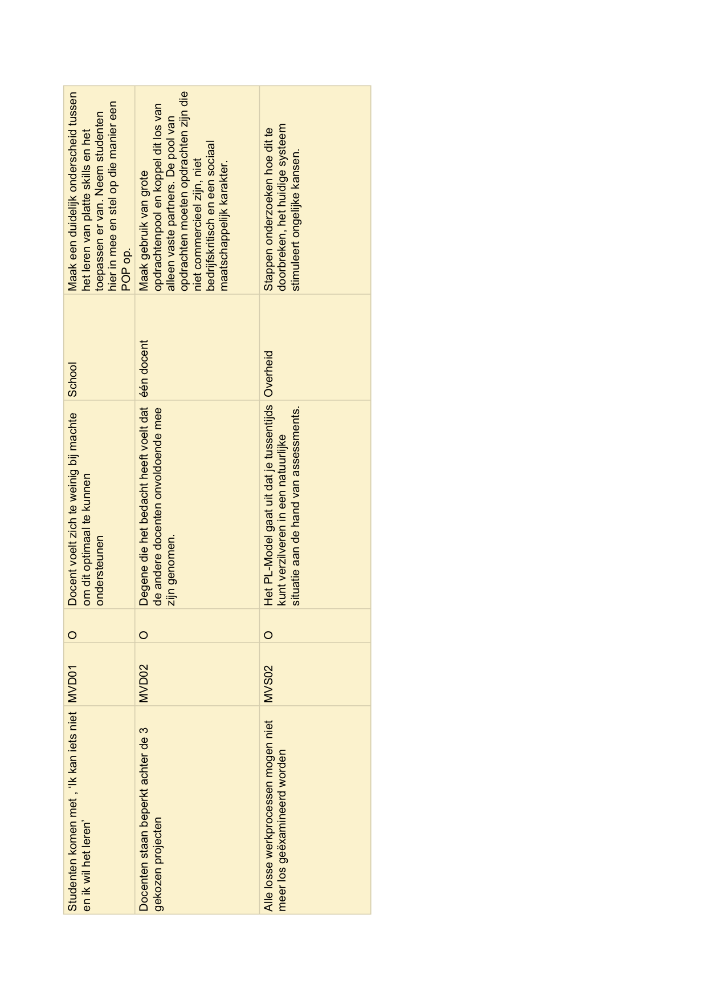 Studenten komen met , ‘Ik kan iets niet
en ik wil het leren’
MVD01
O
Docent voelt zich te weinig bij machte
om dit optimaal te kunnen
ondersteunen
School
Maak een duidelijk onderscheid tussen
het leren van platte skills en het
toepassen er van. Neem studenten
hier in mee en stel op die manier een
POP op.
Docenten staan beperkt achter de 3
gekozen projecten
MVD02
O
Degene die het bedacht heeft voelt dat
de andere docenten onvoldoende mee
zijn genomen.
één docent
Maak gebruik van grote
opdrachtenpool en koppel dit los van
alleen vaste partners. De pool van
opdrachten moeten opdrachten zijn die
niet commercieel zijn, niet
bedrijfskritisch en een sociaal
maatschappelijk karakter.
Alle losse werkprocessen mogen niet
meer los geëxamineerd worden
MVS02
O
Het PL-Model gaat uit dat je tussentijds
kunt verzilveren in een natuurlijke
situatie aan de hand van assessments.
Overheid
Stappen onderzoeken hoe dit te
doorbreken, het huidige systeem
stimuleert ongelijke kansen.